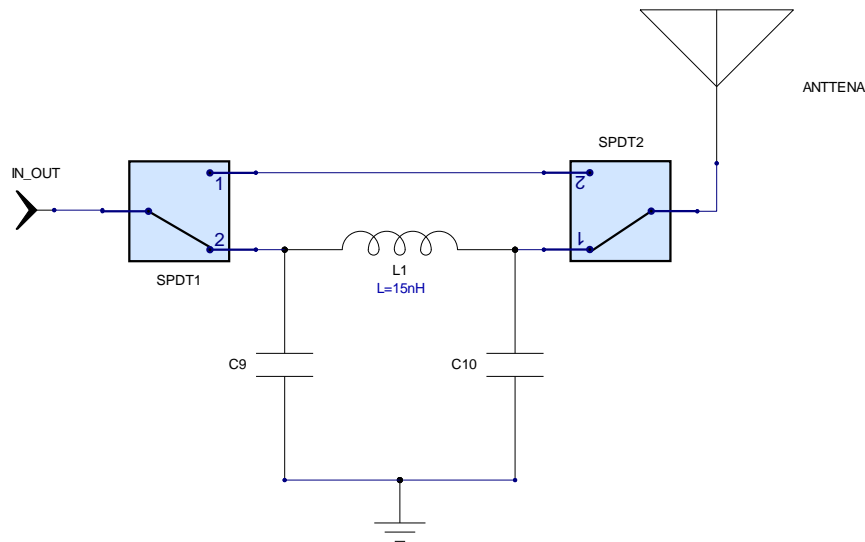 ANTTENA
SPDT2
IN_OUT
1
2
2
1
SPDT1
L1
L=15nH
C9
C10